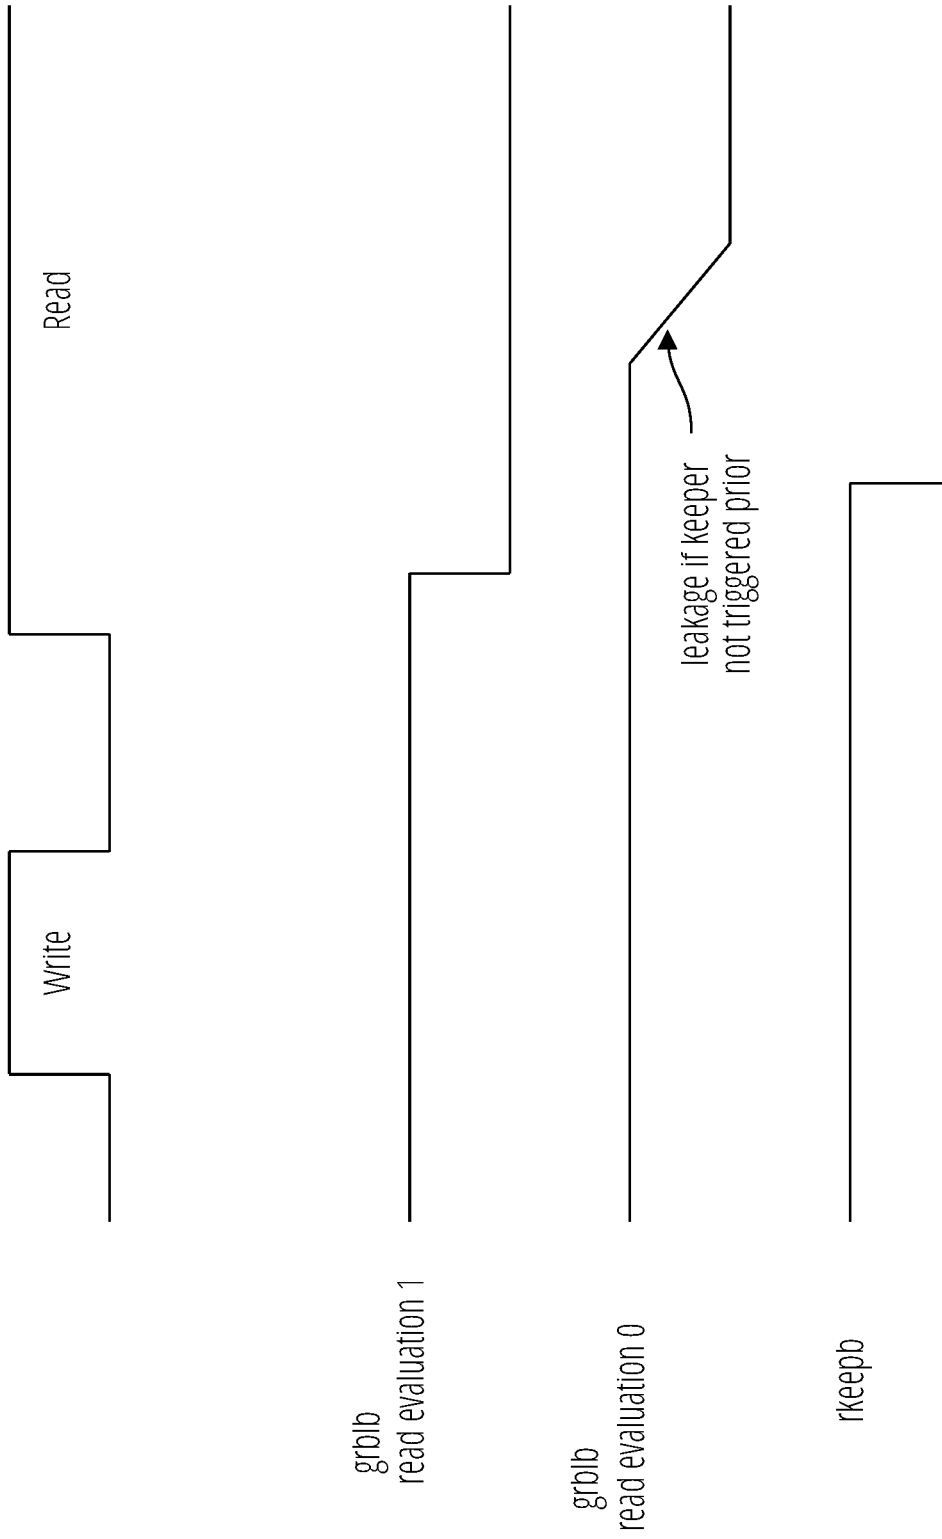 Write
Read
grblb
read evaluation 1
grblb
read evaluation 0
leakage if keeper
not triggered prior
rkeepb